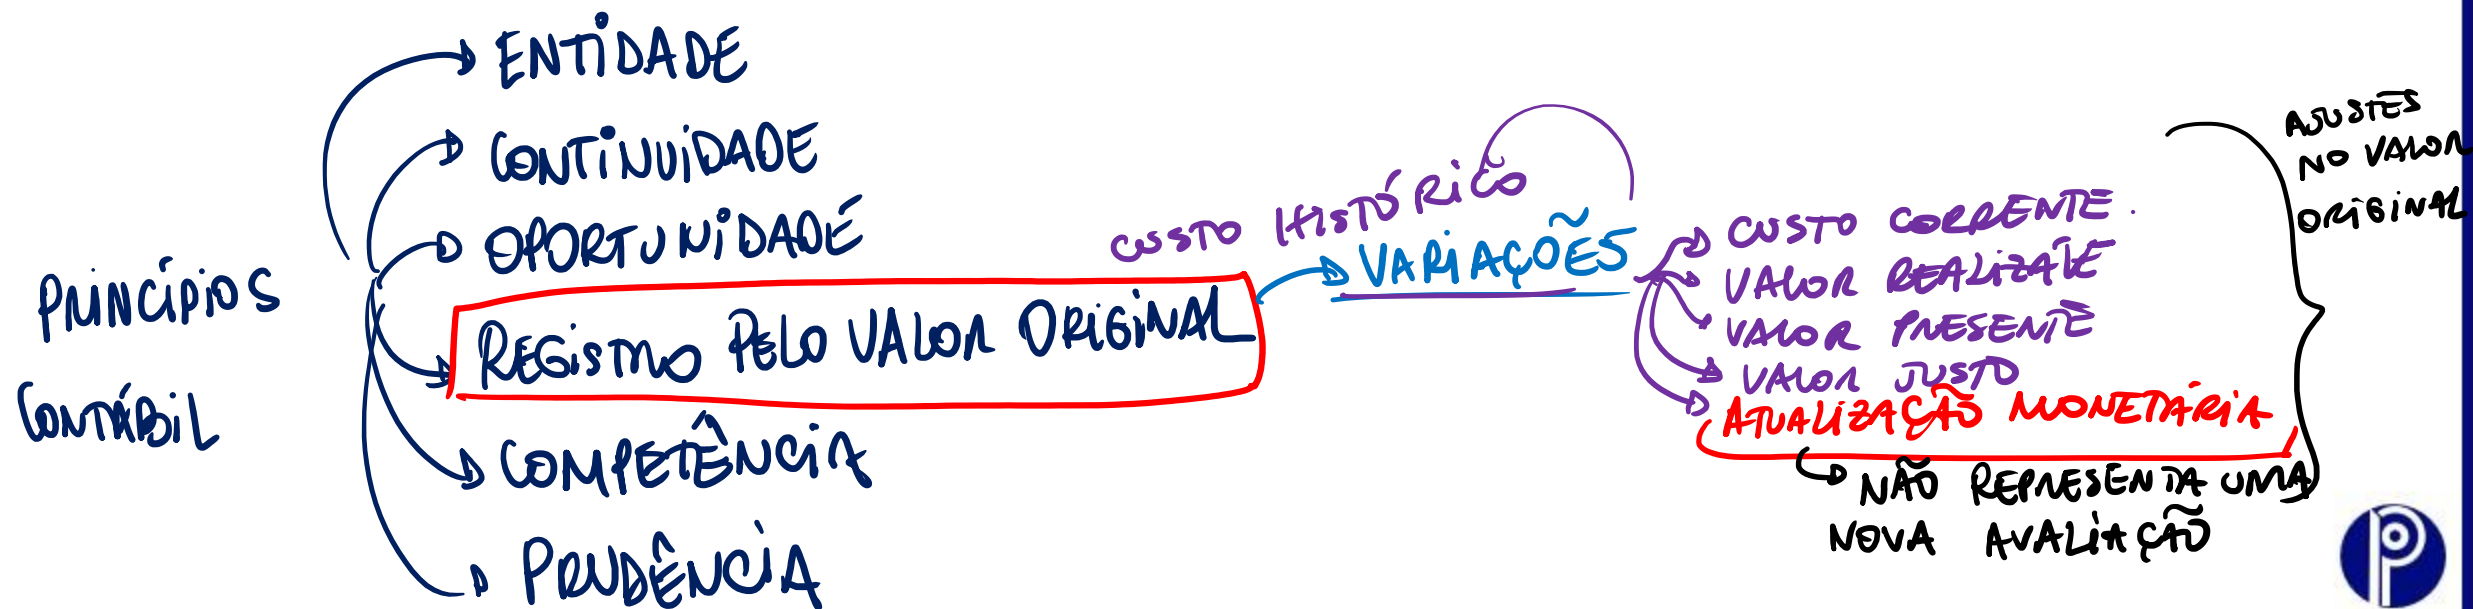 PRINCÍPIOS
CONTÁBIL
ENTIDADE
CONTINUIDADE
OPORTUNIDADE
REGISTRO PELO VALOR ORIGINAL
COMPETÊNCIA
PRUDÊNCIA
CUSTO HISTÓRICO
VARIAÇÕES
CUSTO CORRENTE.
VALOR REALIZAVE
VALOR PRESENTE
VALOR JUSTO
ATUALIZAÇÃO MONETÁRIA
NÃO REPRESENTA UMA
NOVA AVALIAÇÃO
AJUSTES
NO VALOR
ORIGINAL
P